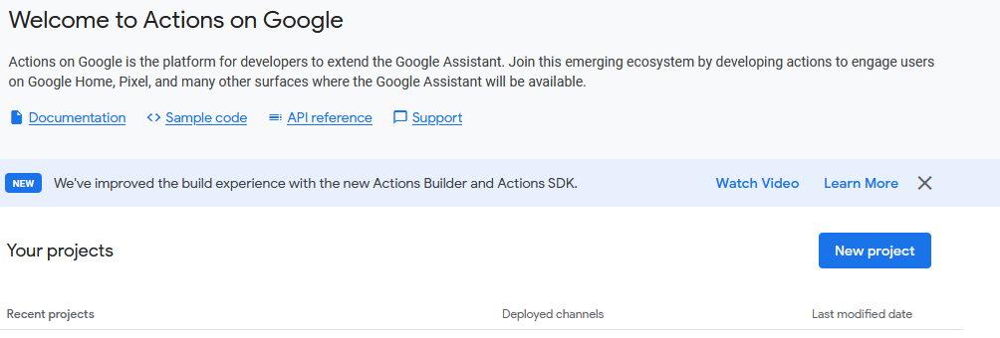 Welcome to Actions on Google
Actions on Google is the platform for developers to extend the Google Assistant. Join this emerging ecosystem by developing actions to engage users
on Google Home, Pixel, and many other surfaces where the Google Assistant will be available.
Documentation Sample code API reference Support
NEW We've improved the build experience with the new Actions Builder and Actions SDK. Watch Video Learn More
Your projects New project
Recent projects Deployed channels Last modified date